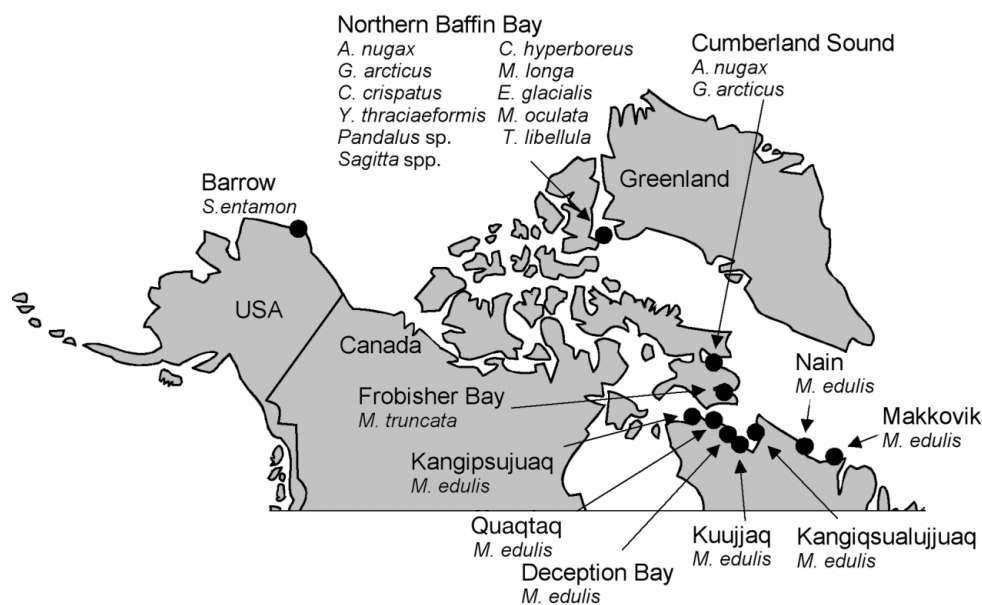 Northern Baffin Bay
A. nugax C. hyperboreus
G. arcticus M. longa
C. crispatus E. glacialis
Y. thraciaeformis M. oculata
Pandalus sp. T. libellula
Sagitta spp.
Cumberland Sound
A. nugax
G. arcticus
Greenland
Barrow
S.entamon
USA
Canada
Frobisher Bay
M. truncata
Nain
M. edulis
Makkovik
M. edulis
Kangipsujuaq
M. edulis
Quaqtaq
M. edulis
Deception Bay
M. edulis
Kuujjaq
M. edulis
Kangiqsualujjuaq
M. edulis